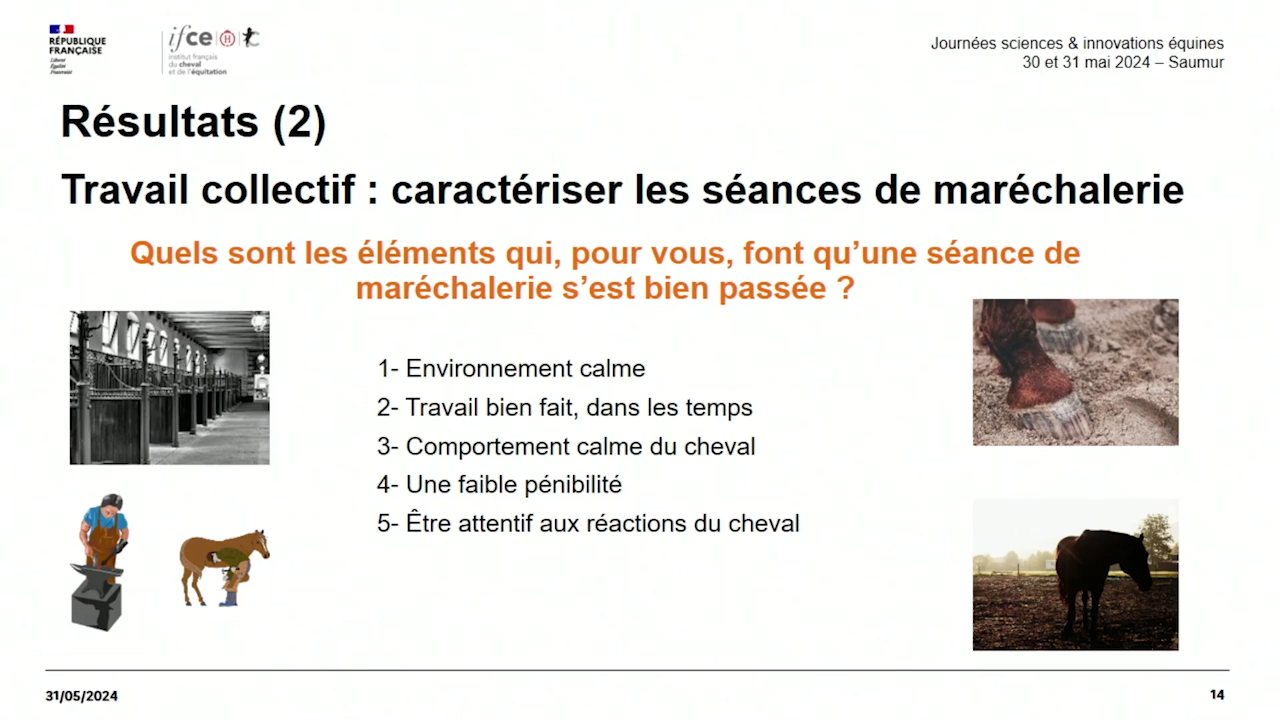 RÉPUBLIQUE
FRANÇAISE
Liberté
Égalité
Fraternité
ifce
institut français
du cheval
et de l'équitation
Journées sciences & innovations équines
30 et 31 mai 2024 – Saumur
Résultats (2)
Travail collectif : caractériser les séances de maréchalerie
Quels sont les éléments qui, pour vous, font qu’une séance de
maréchalerie s’est bien passée ?
1- Environnement calme
2- Travail bien fait, dans les temps
3- Comportement calme du cheval
4- Une faible pénibilité
5- Être attentif aux réactions du cheval
31/05/2024
14